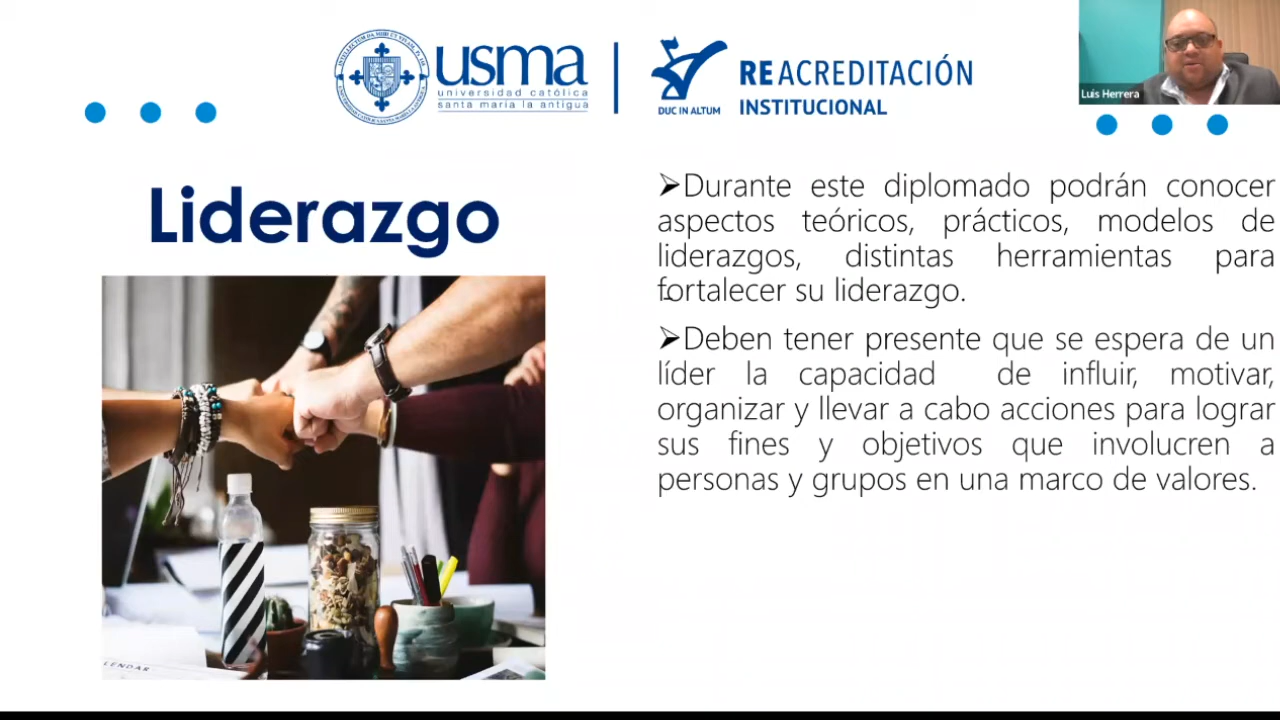 usma
universidad católica
santa maría la antigua
DUC IN ALTUM
REACREDITACIÓN
INSTITUCIONAL
Luis Herrera
Liderazgo
➢Durante este diplomado podrán conocer
aspectos teóricos, prácticos, modelos de
liderazgos, distintas herramientas para
fortalecer su liderazgo.
➢Deben tener presente que se espera de un
líder la capacidad de influir, motivar,
organizar y llevar a cabo acciones para lograr
sus fines y objetivos que involucren a
personas y grupos en una marco de valores.
LENDAR